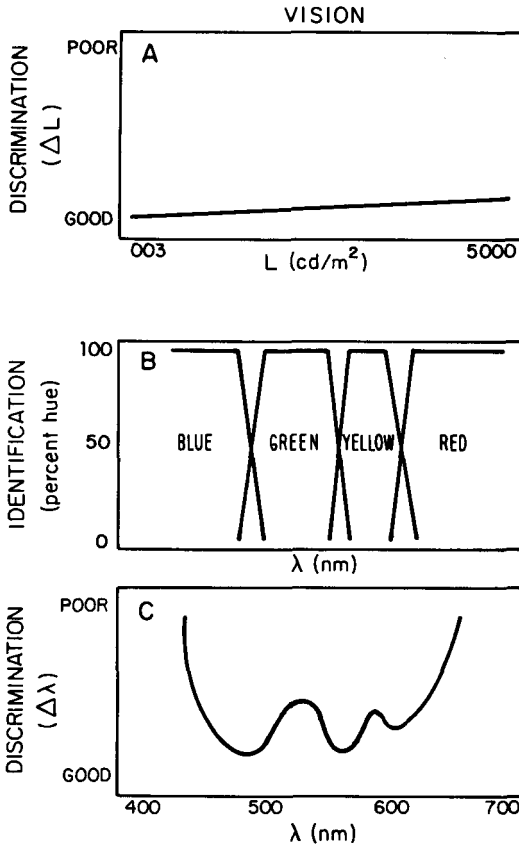 VISION
A
POOR
GOOD
DISCRIMINATION
(ΔL)
003
5000
L (cd/m²)
B
100
50
0
IDENTIFICATION
(percent hue)
BLUE
GREEN
YELLOW
RED
λ (nm)
C
POOR
GOOD
DISCRIMINATION
(Δλ)
400
500
600
700
λ (nm)